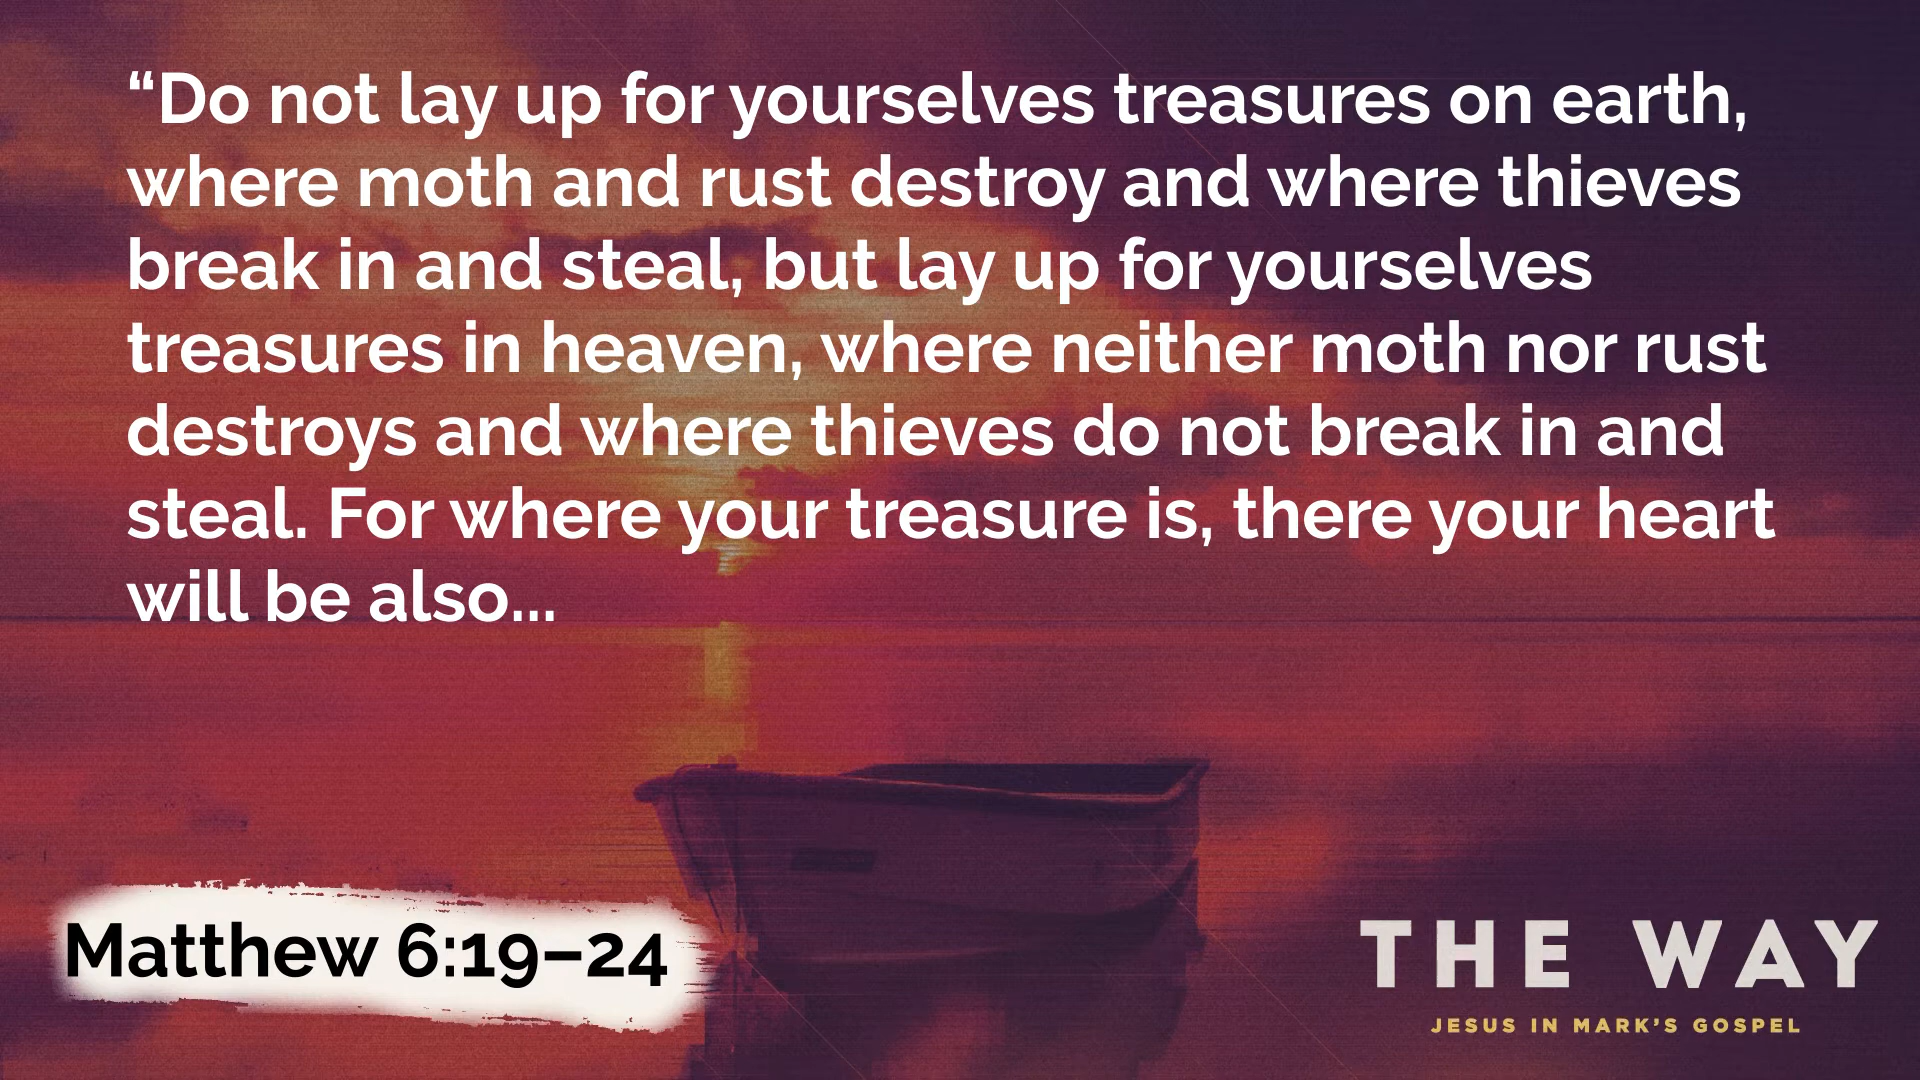 “Do not lay up for yourselves treasures on earth,
where moth and rust destroy and where thieves
break in and steal, but lay up for yourselves
treasures in heaven, where neither moth nor rust
destroys and where thieves do not break in and
steal. For where your treasure is, there your heart
will be also...
Matthew 6:19–24
THE WAY
JESUS IN MARK’S GOSPEL